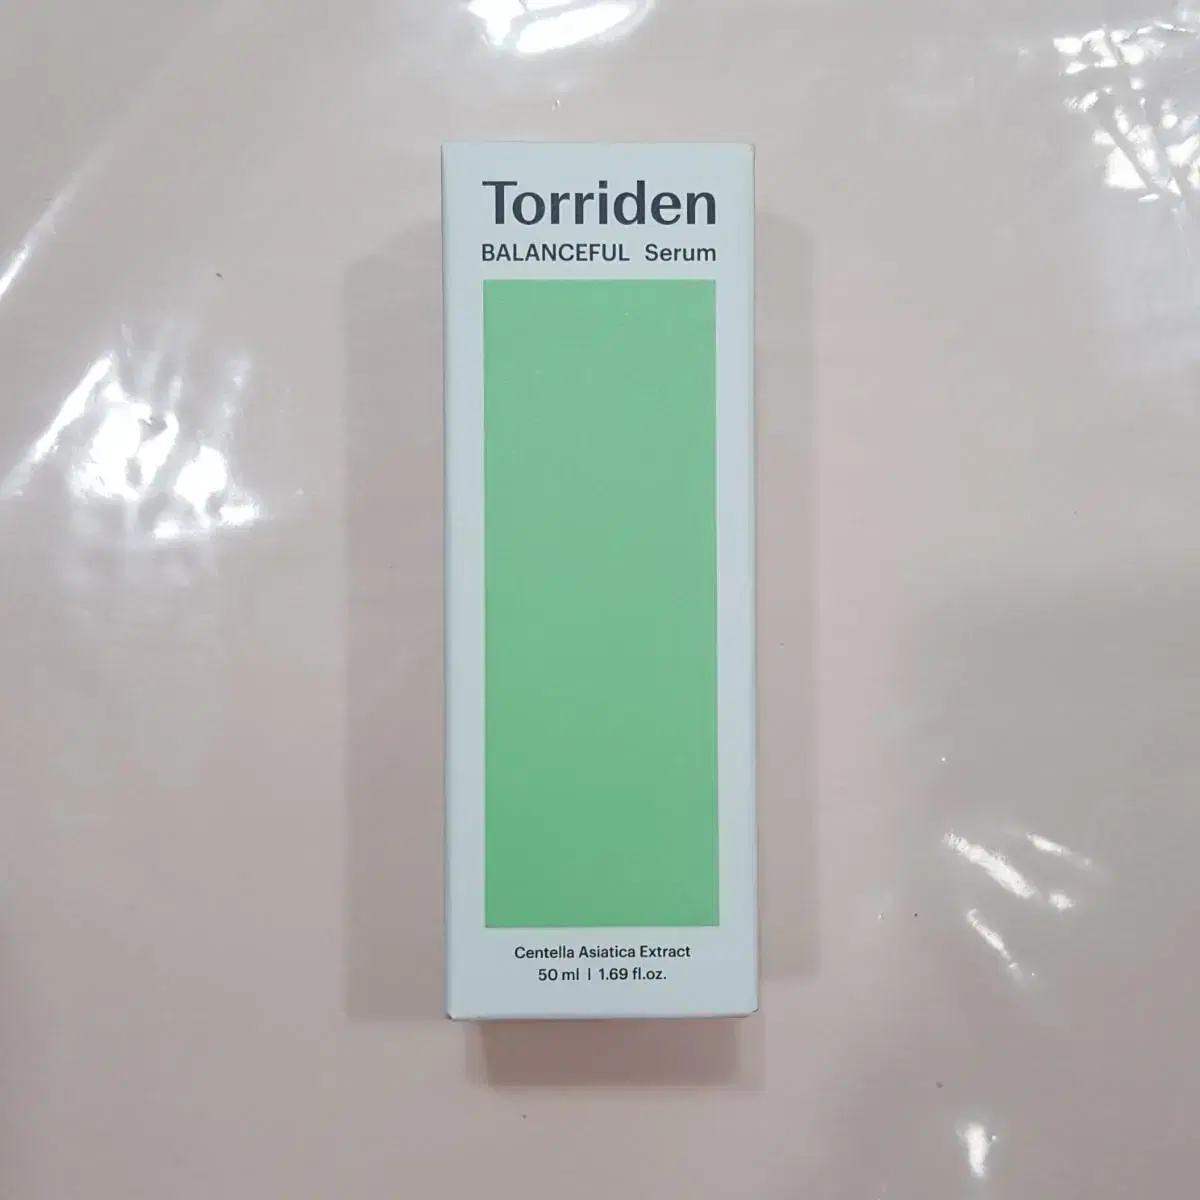 Torriden
BALANCEFUL Serum
Centella Asiatica Extract
50 ml | 1.69 fl.oz.